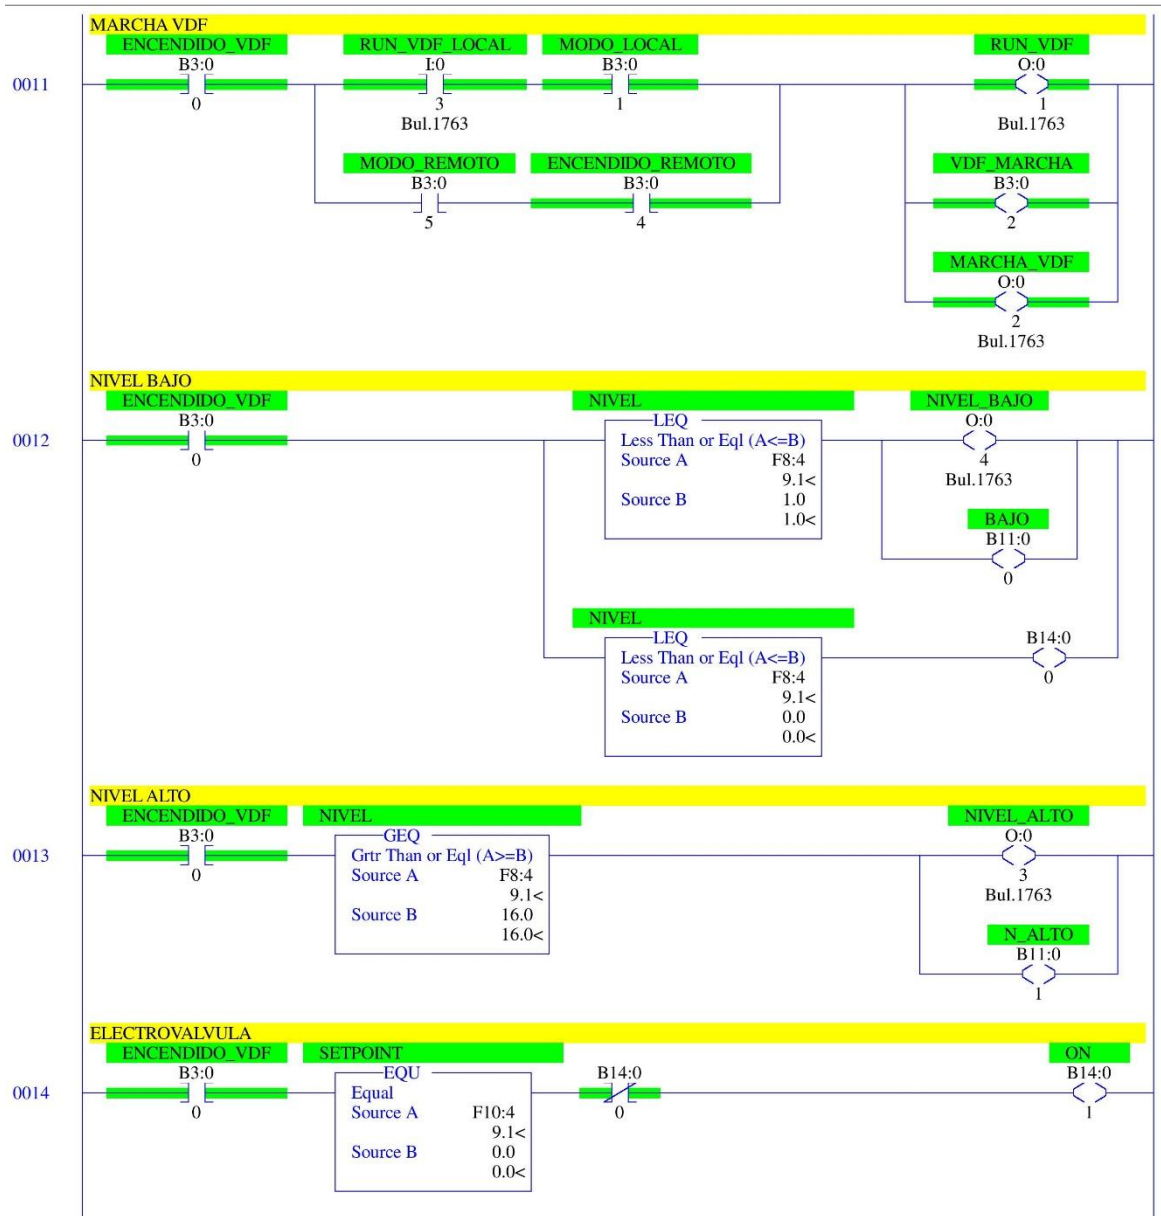 MARCHA VDF
ENCENDIDO_VDF RUN_VDF_LOCAL MODO_LOCAL RUN_VDF
B3:0 I:0 B3:0 O:0
0011
0 3 1 1
Bul.1763 Bul.1763
MODO_REMOTO ENCENDIDO_REMOTO VDF_MARCHA
B3:0 B3:0 B3:0
5 4 2
MARCHA_VDF
O:0
2
Bul.1763
NIVEL BAJO
ENCENDIDO_VDF NIVEL NIVEL_BAJO
B3:0 LEQ O:0
0012 Less Than or Eql (A<=B)
0 Source A F8:4 4
9.1< Bul.1763
Source B 1.0
1.0< BAJO
B11:0
0
NIVEL
LEQ B14:0
Less Than or Eql (A<=B)
Source A F8:4 0
9.1<
Source B 0.0
0.0<
NIVEL ALTO
ENCENDIDO_VDF NIVEL NIVEL_ALTO
B3:0 GEQ O:0
0013 Grtr Than or Eql (A>=B)
0 Source A F8:4 3
9.1< Bul.1763
Source B 16.0
16.0< N_ALTO
B11:0
1
ELECTROVALVULA
ENCENDIDO_VDF SETPOINT ON
B3:0 EQU B14:0 B14:0
0014 Equal
0 Source A F10:4 0 1
9.1<
Source B 0.0
0.0<